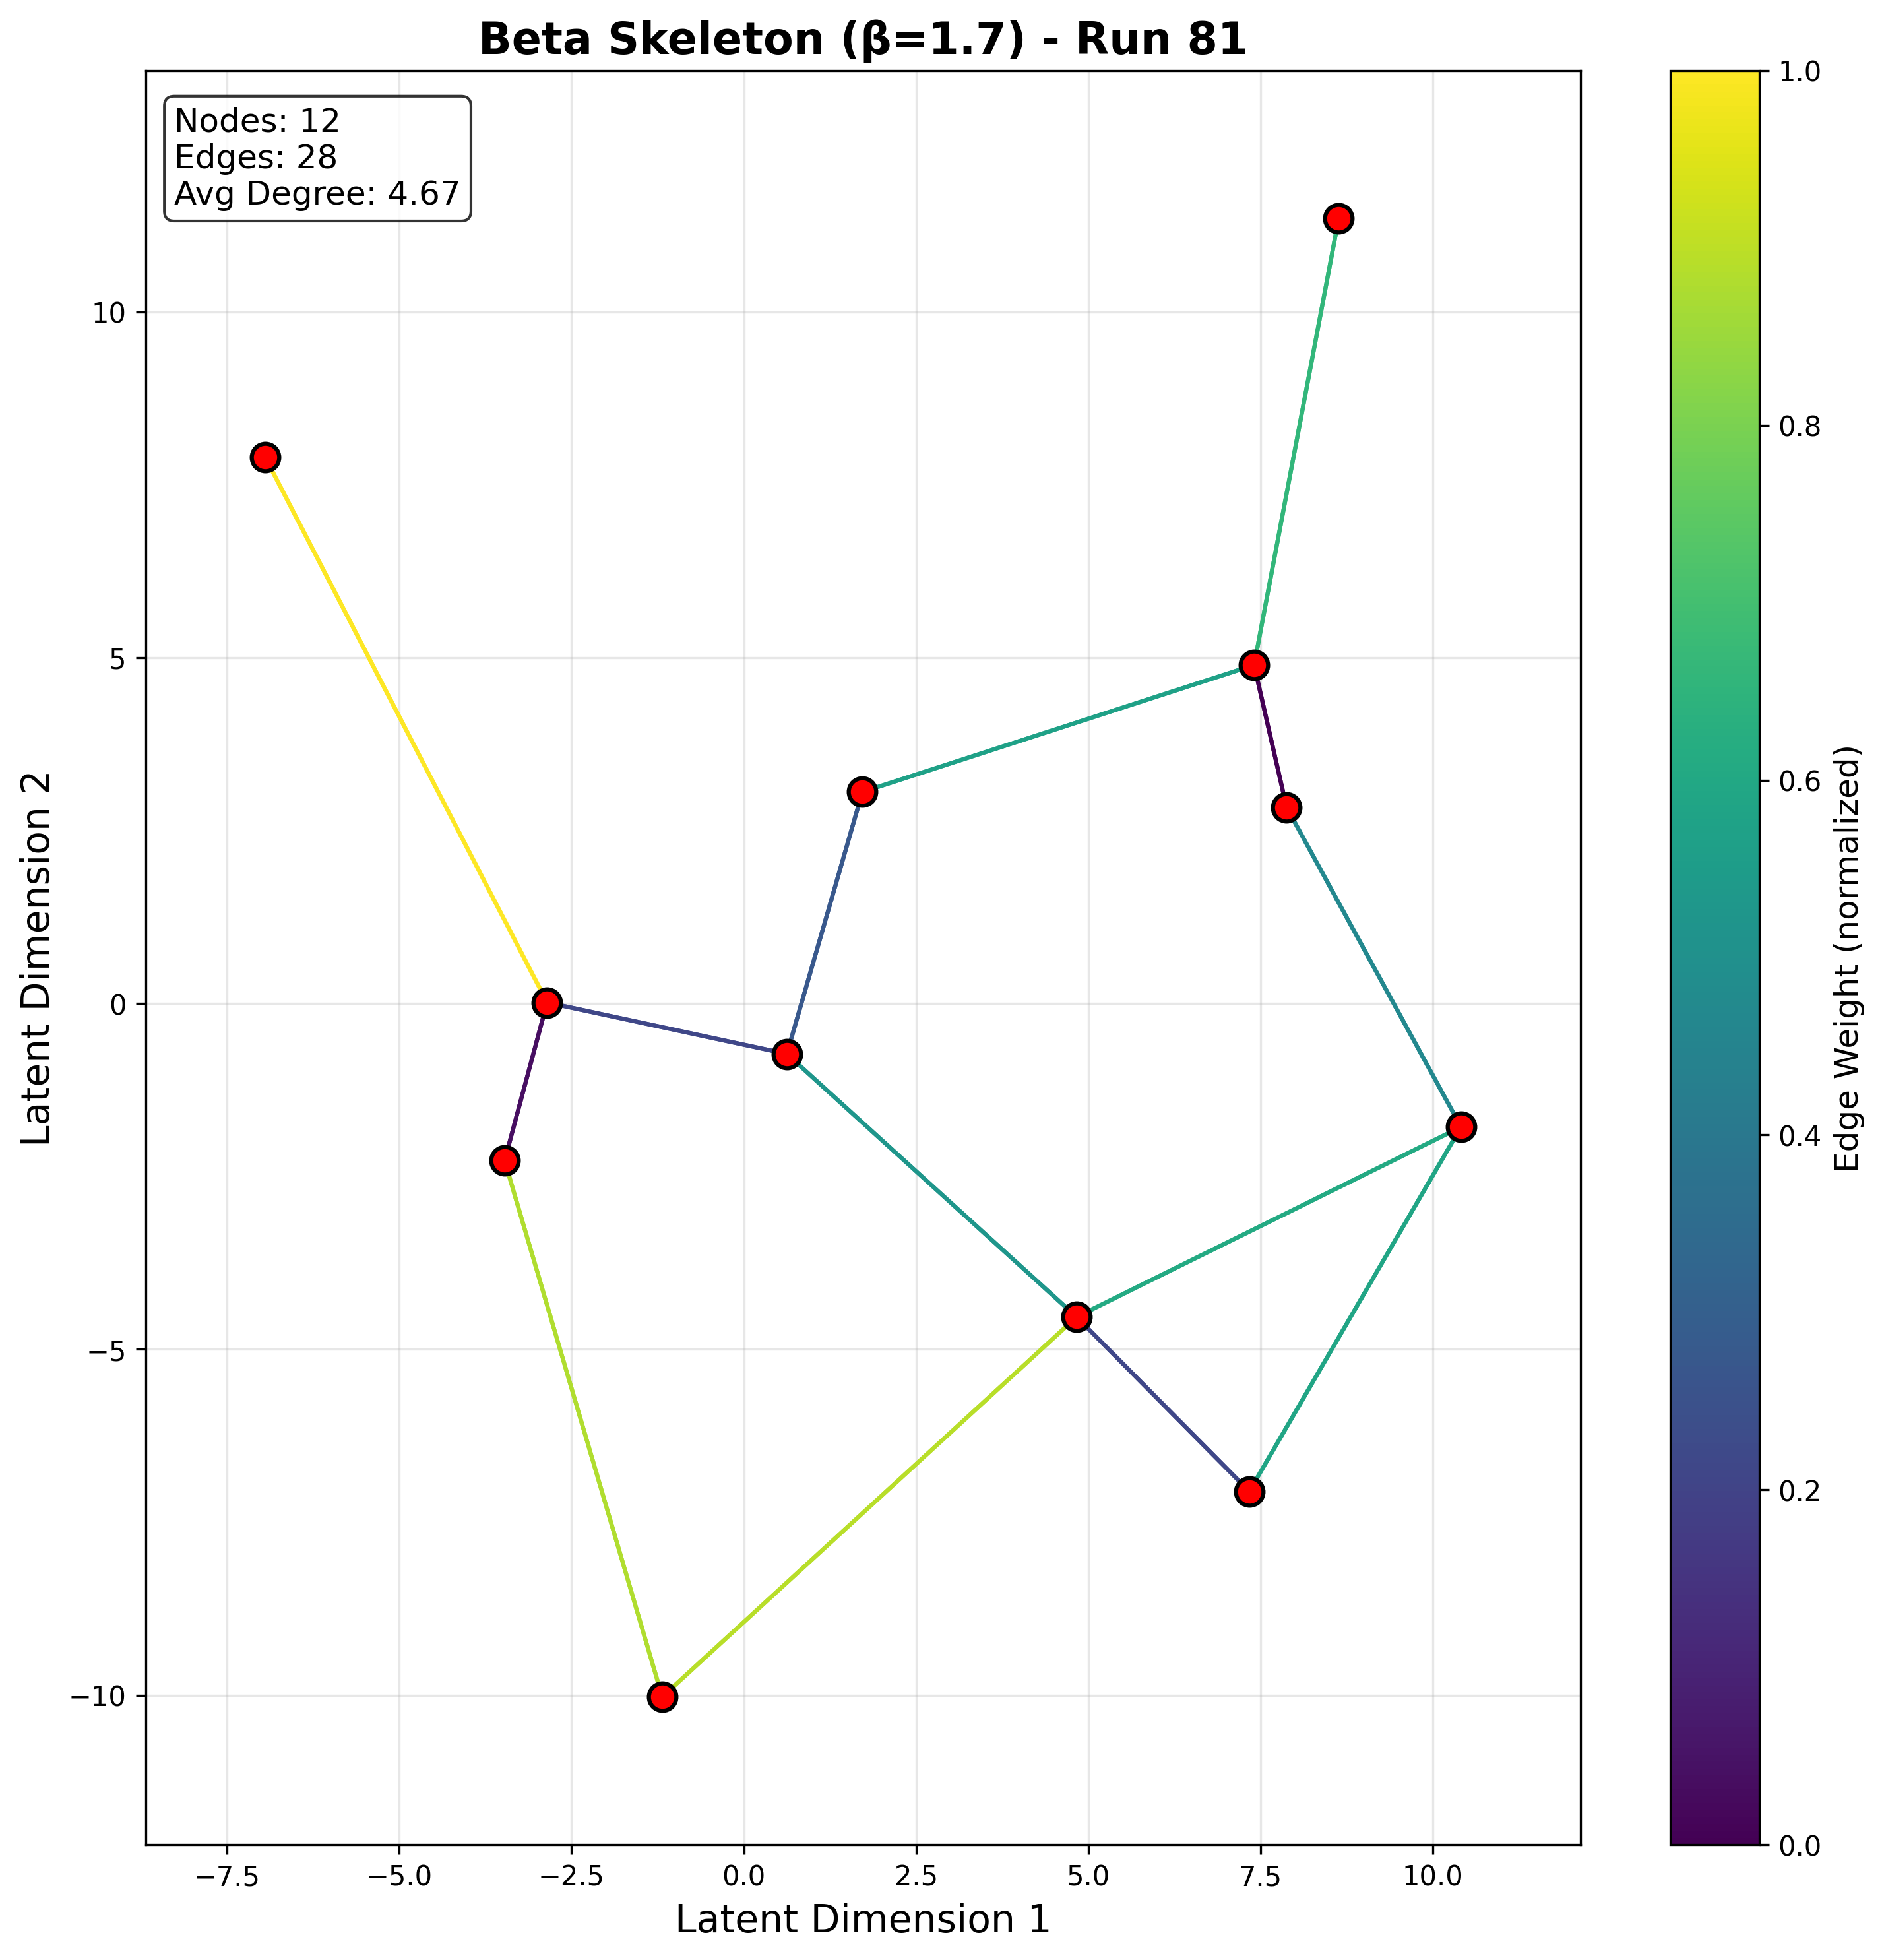 Beta Skeleton (β=1.7) - Run 81
Nodes: 12
Edges: 28
Avg Degree: 4.67
10
5
0
−5
−10
Latent Dimension 2
−7.5
−5.0
−2.5
0.0
2.5
5.0
7.5
10.0
Latent Dimension 1
1.0
0.8
0.6
0.4
0.2
0.0
Edge Weight (normalized)